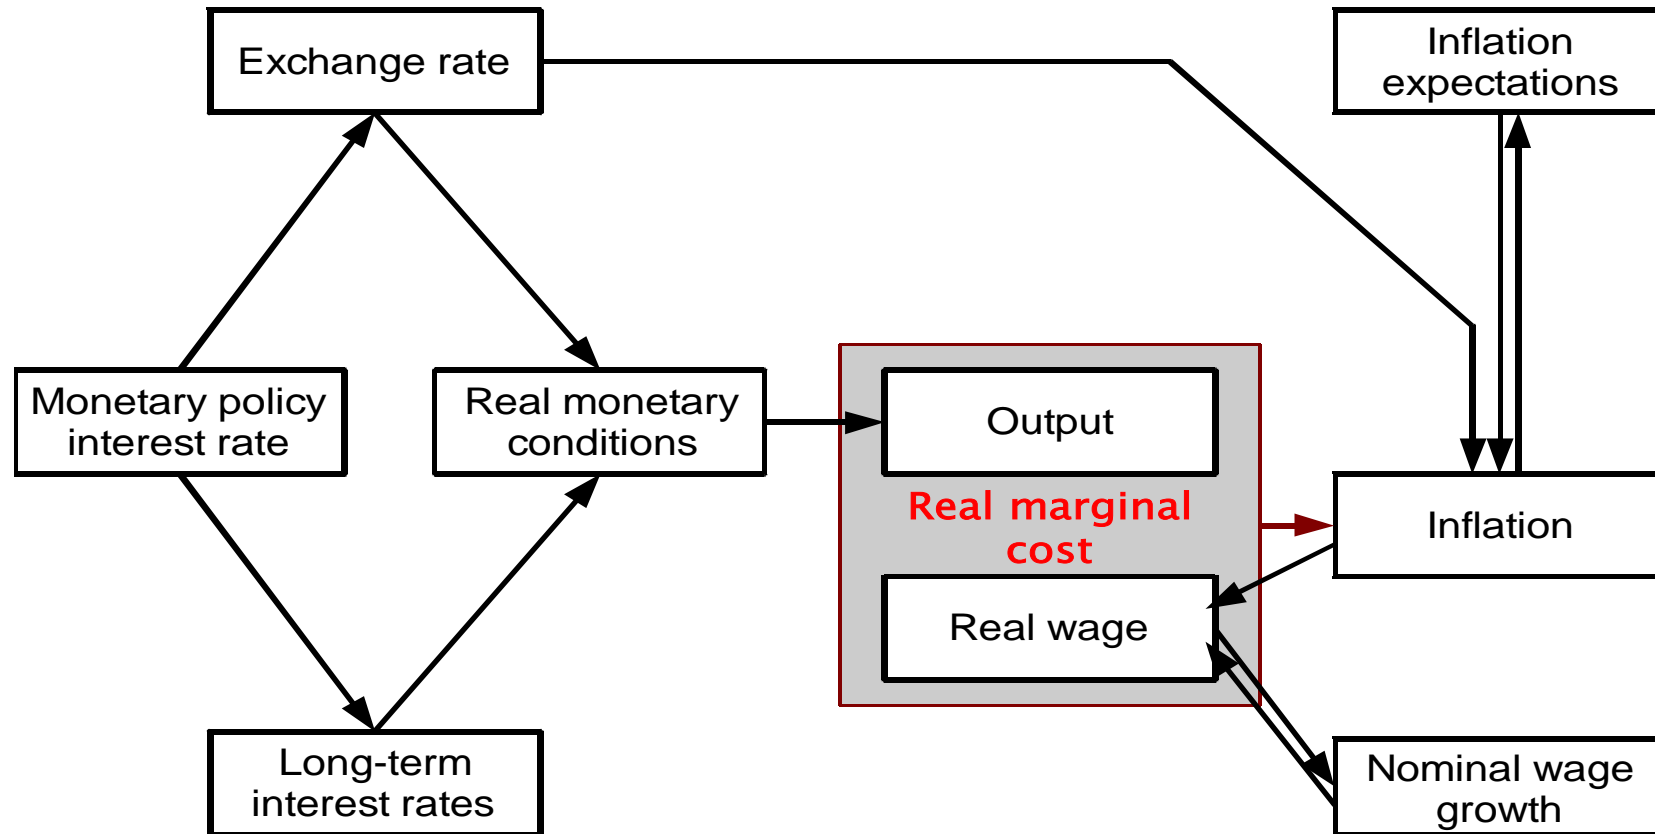 Exchange rate
Inflation
expectations
Monetary policy
interest rate
Real monetary
conditions
Output
Real marginal
cost
Inflation
Real wage
Long-term
interest rates
Nominal wage
growth